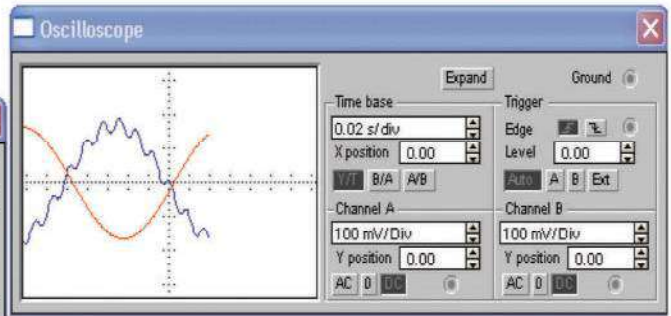 Oscilloscope
Expand
Ground
Time base
0.02 s/div
X position 0.00
Y/T B/A A/B
Trigger
Edge
Level 0.00
Auto A B Ext
Channel A
100 mV/Div
Y position 0.00
AC 0 DC
Channel B
100 mV/Div
Y position 0.00
AC 0 DC